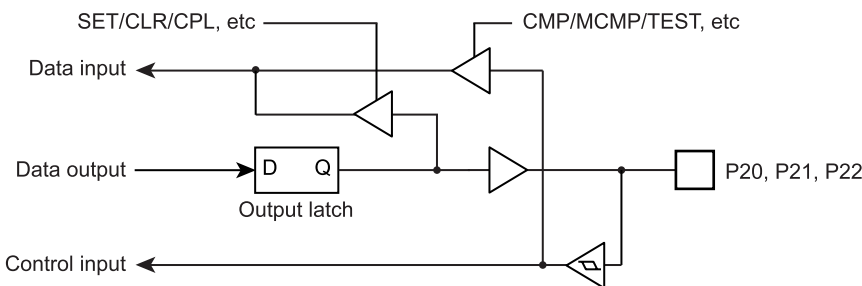 SET/CLR/CPL, etc
CMP/MCMP/TEST, etc
Data input
Data output
D
Q
P20, P21, P22
Output latch
Control input